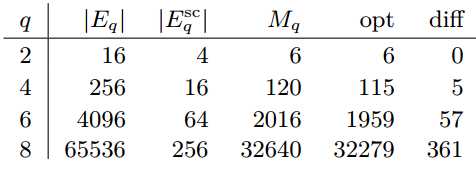 q |E_q| |E_q^sc| M_q opt diff
2 16 4 6 6 0
4 256 16 120 115 5
6 4096 64 2016 1959 57
8 65536 256 32640 32279 361